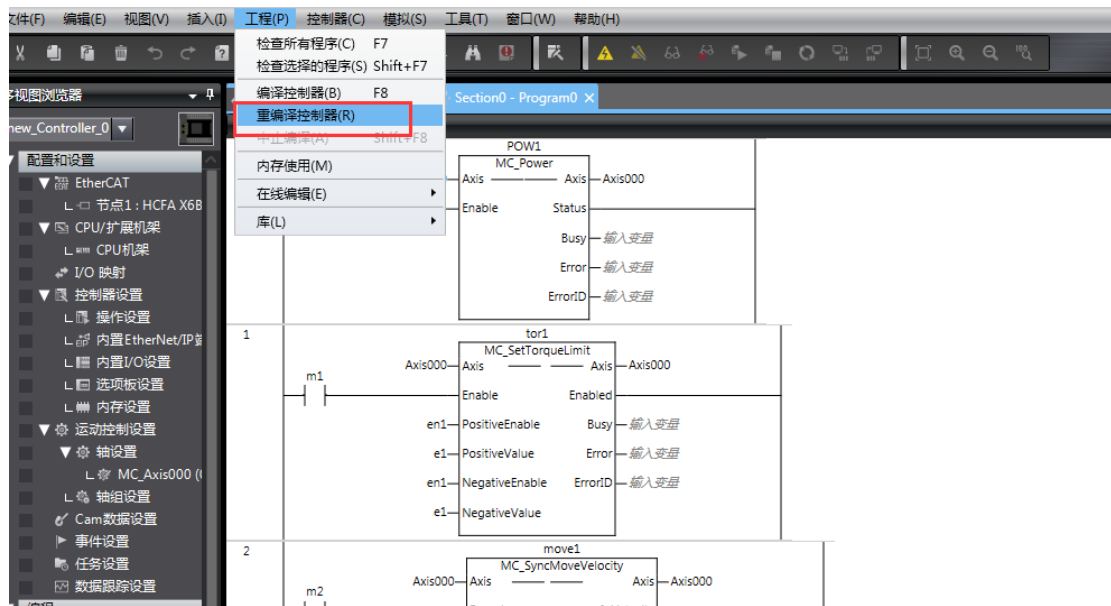 文件(F) 编辑(E) 视图(V) 插入(I) 工程(P) 控制器(C) 模拟(S) 工具(T) 窗口(W) 帮助(H)
检查所有程序(C) F7
检查选择的程序(S) Shift+F7
编译控制器(B) F8
重编译控制器(R)
中止编译(A) Shift+F8
内存使用(M)
在线编辑(E)
库(L)
视图浏览器
new_Controller_0
配置和设置
EtherCAT
节点1 : HCFA X6B
CPU/扩展机架
CPU机架
I/O 映射
控制器设置
操作设置
内置EtherNet/IP
内置I/O设置
选项板设置
内存设置
运动控制设置
轴设置
MC_Axis000 (
轴组设置
Cam数据设置
事件设置
任务设置
数据跟踪设置
Section0 - Program0
POW1
MC_Power
Axis Axis Axis000
Enable Status
Busy 输入变量
Error 输入变量
ErrorID 输入变量
1
tor1
MC_SetTorqueLimit
Axis000 Axis Axis Axis000
m1
Enable Enabled
en1 PositiveEnable Busy 输入变量
e1 PositiveValue Error 输入变量
en1 NegativeEnable ErrorID 输入变量
e1 NegativeValue
2
move1
MC_SyncMoveVelocity
Axis000 Axis Axis Axis000
m2